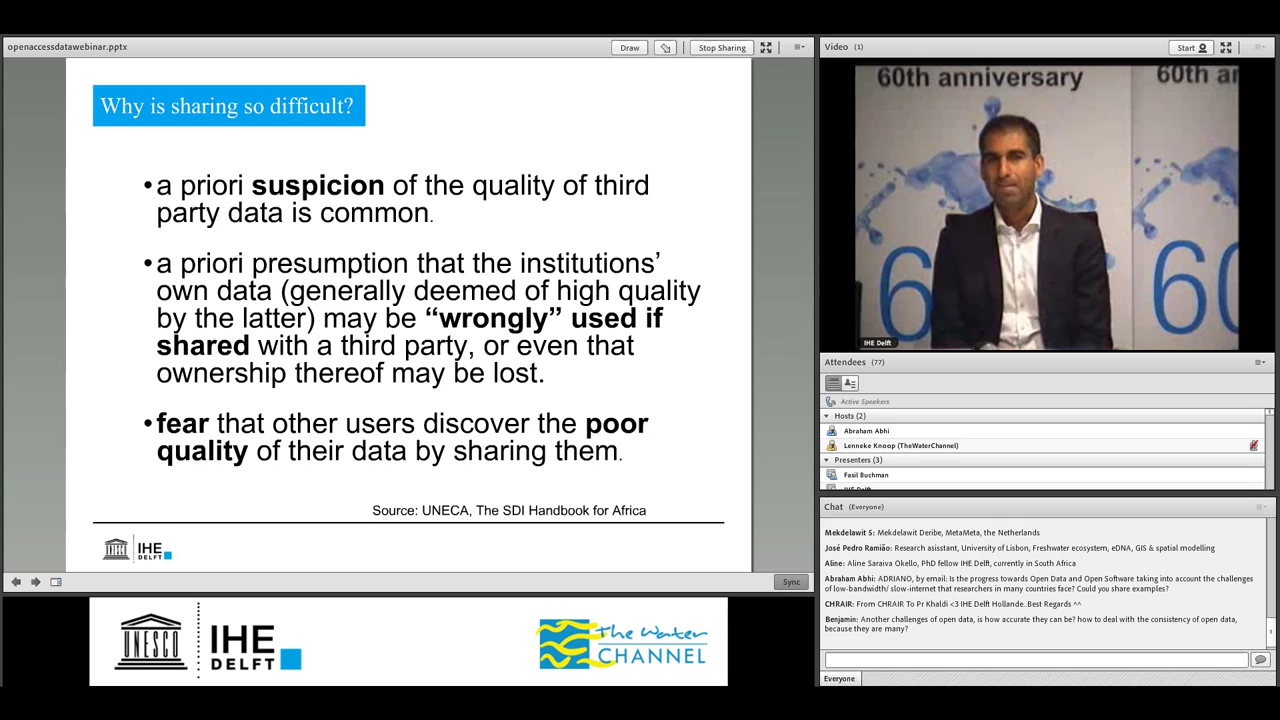 openaccessdatawebinar.pptx
Draw
Stop Sharing
Why is sharing so difficult?
•a priori suspicion of the quality of third
party data is common.
•a priori presumption that the institutions’
own data (generally deemed of high quality
by the latter) may be “wrongly” used if
shared with a third party, or even that
ownership thereof may be lost.
•fear that other users discover the poor
quality of their data by sharing them.
Source: UNECA, The SDI Handbook for Africa
UNESCO
IHE
DELFT
Sync
UNESCO
IHE
DELFT
The Water
CHANNEL
Video (1)
Start
60th anniversary
60th an
60
IHE Delft
Attendees (77)
Active Speakers
Hosts (2)
Abraham Abhi
Lenneke Knoop (TheWaterChannel)
Presenters (3)
Fasil Buchman
IHE Delft
Chat (Everyone)
Mekdelawit S: Mekdelawit Deribe, MetaMeta, the Netherlands
José Pedro Ramião: Research asistant, University of Lisbon, Freshwater ecosystem, eDNA, GIS & spatial modelling
Aline: Aline Saraiva Okello, PhD fellow IHE Delft, currently in South Africa
Abraham Abhi: ADRIANO, by email: Is the progress towards Open Data and Open Software taking into account the challenges
of low-bandwidth/ slow-internet that researchers in many countries face? Could you share examples?
CHRAIR: From CHRAIR To Pr Khaldi <3 IHE Delft Hollande..Best Regards ^^
Benjamin: Another challenges of open data, is how accurate they can be? how to deal with the consistency of open data,
because they are many?
Everyone